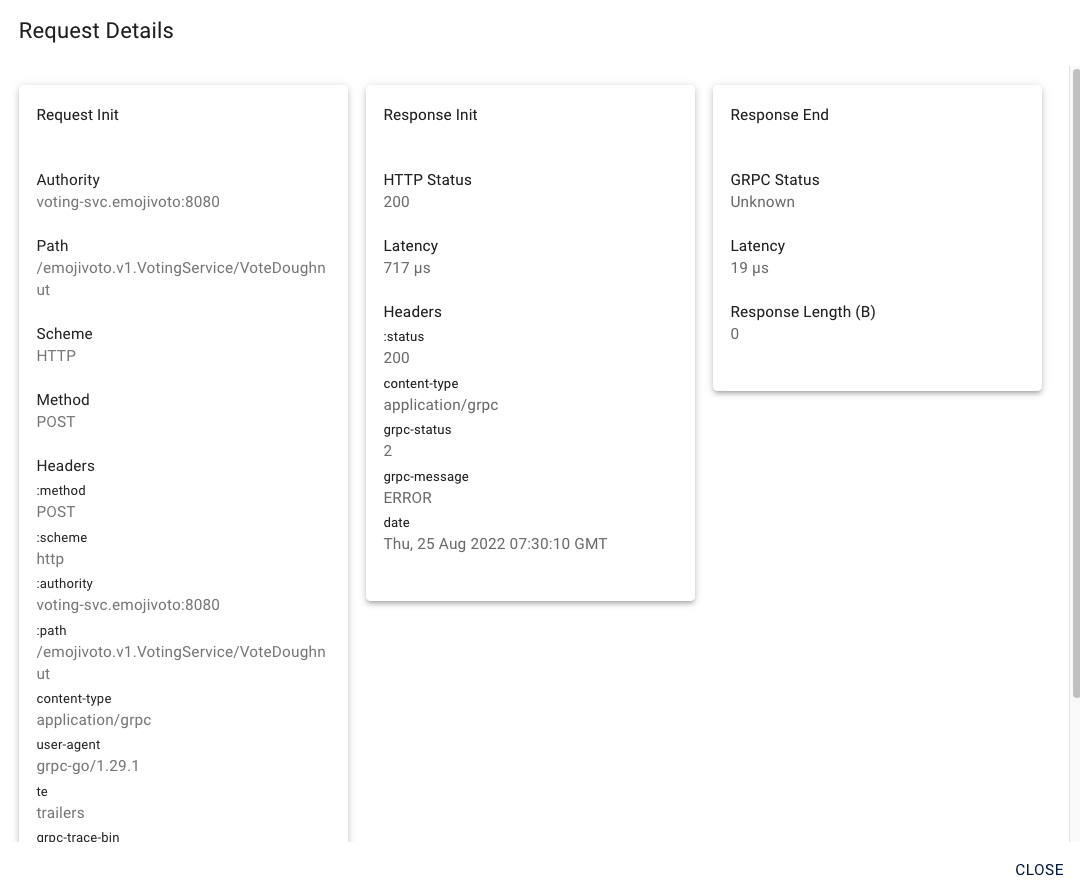 Request Details
Request Init
Authority
voting-svc.emojivoto:8080
Path
/emojivoto.v1.VotingService/VoteDoughn
ut
Scheme
HTTP
Method
POST
Headers
:method
POST
:scheme
http
:authority
voting-svc.emojivoto:8080
:path
/emojivoto.v1.VotingService/VoteDoughn
ut
content-type
application/grpc
user-agent
grpc-go/1.29.1
te
trailers
grpc-trace-bin
Response Init
HTTP Status
200
Latency
717 µs
Headers
:status
200
content-type
application/grpc
grpc-status
2
grpc-message
ERROR
date
Thu, 25 Aug 2022 07:30:10 GMT
Response End
GRPC Status
Unknown
Latency
19 µs
Response Length (B)
0
CLOSE